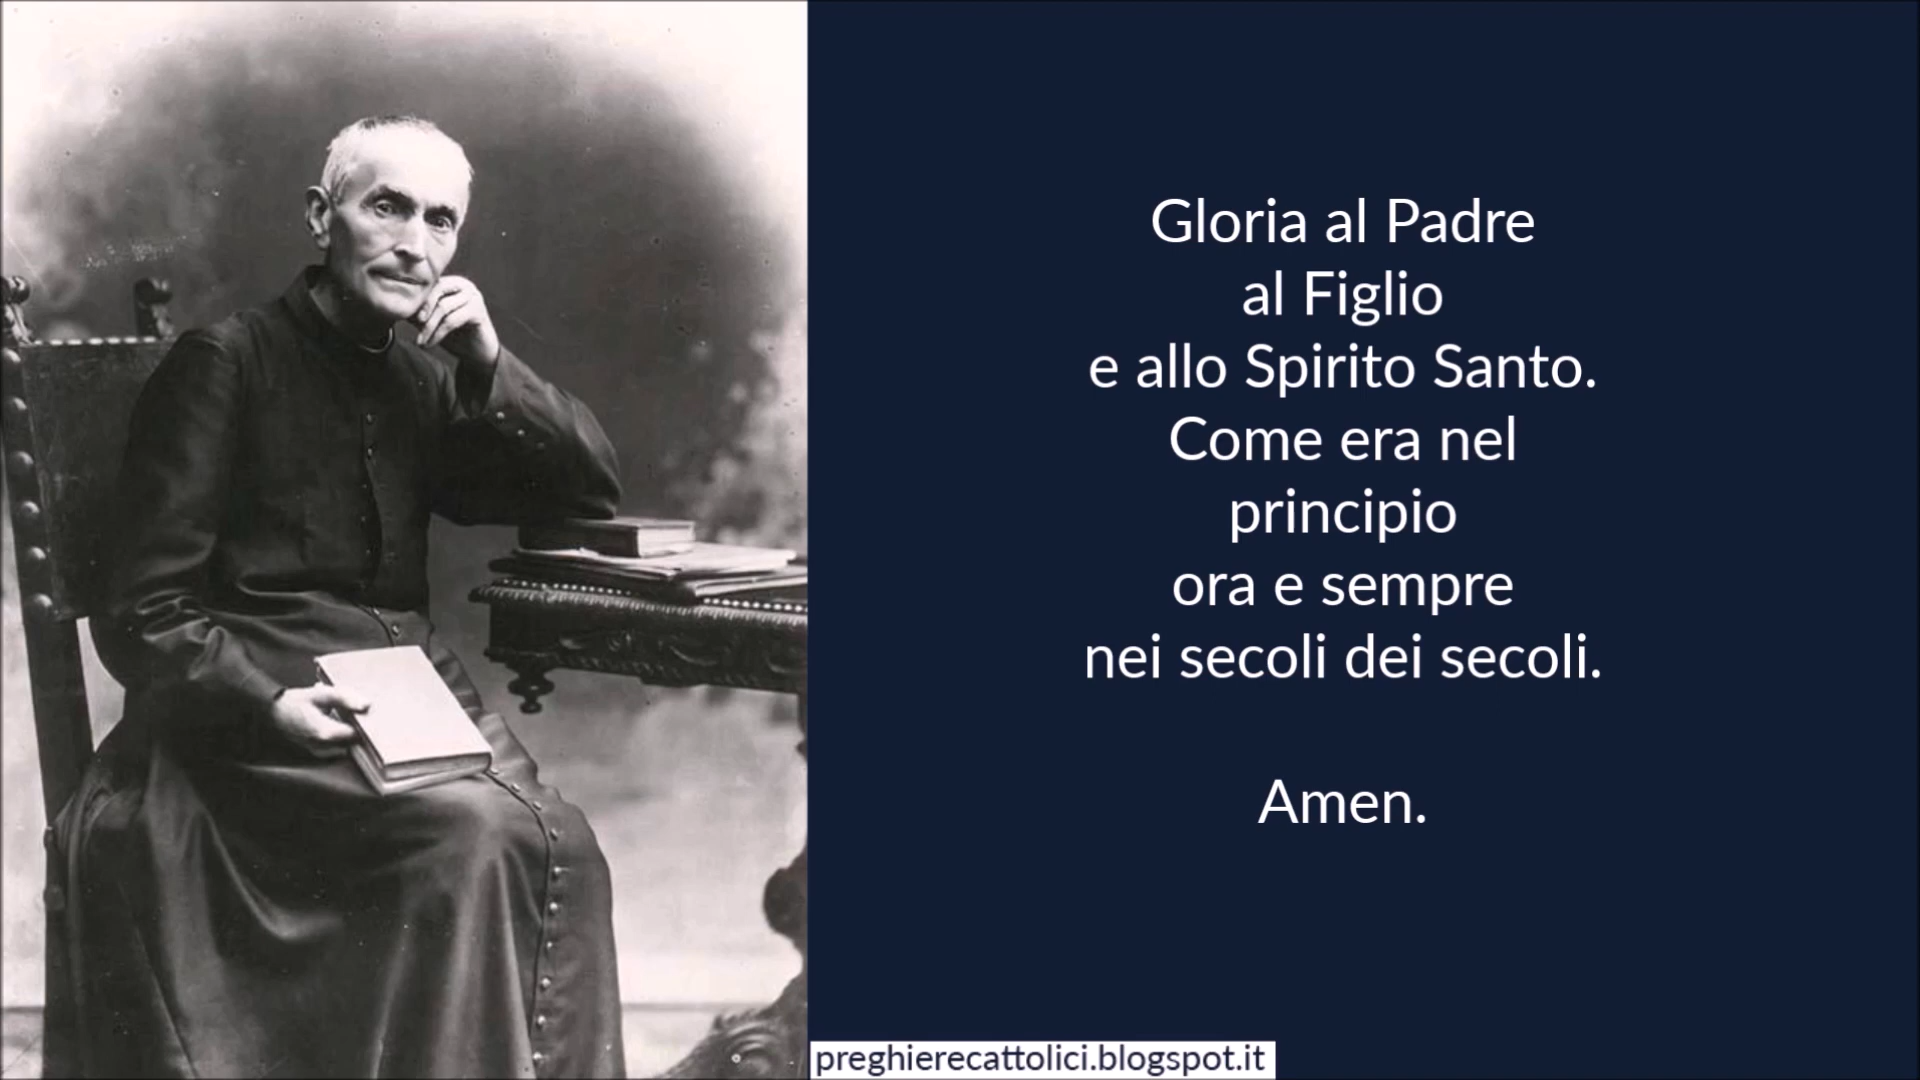 Gloria al Padre
al Figlio
e allo Spirito Santo.
Come era nel
principio
ora e sempre
nei secoli dei secoli.
Amen.
preghierecattolici.blogspot.it